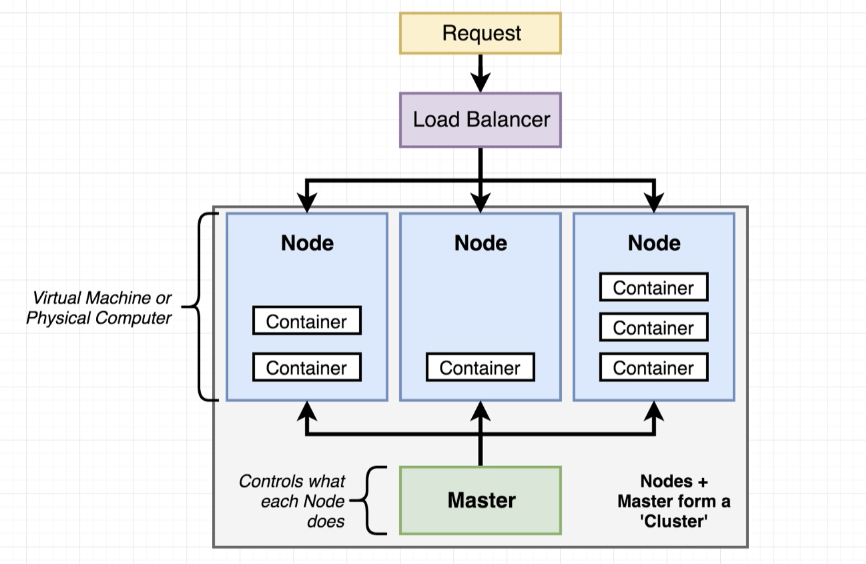 Request
Load Balancer
Node
Node
Node
Container
Container
Container
Container
Container
Container
Virtual Machine or
Physical Computer
Controls what
each Node
does
Master
Nodes +
Master form a
'Cluster'